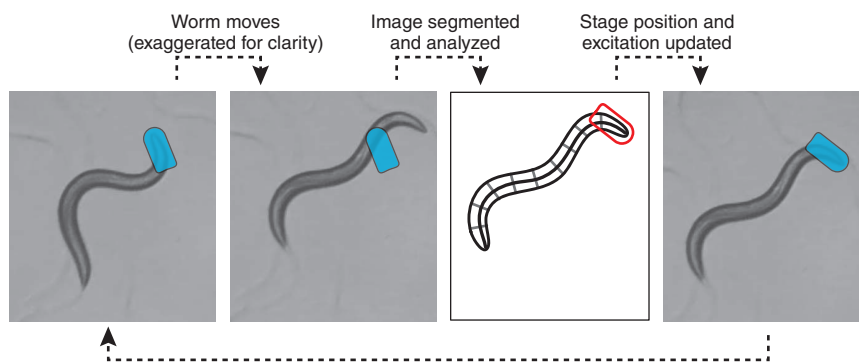 Worm moves
(exaggerated for clarity)
Image segmented
and analyzed
Stage position and
excitation updated